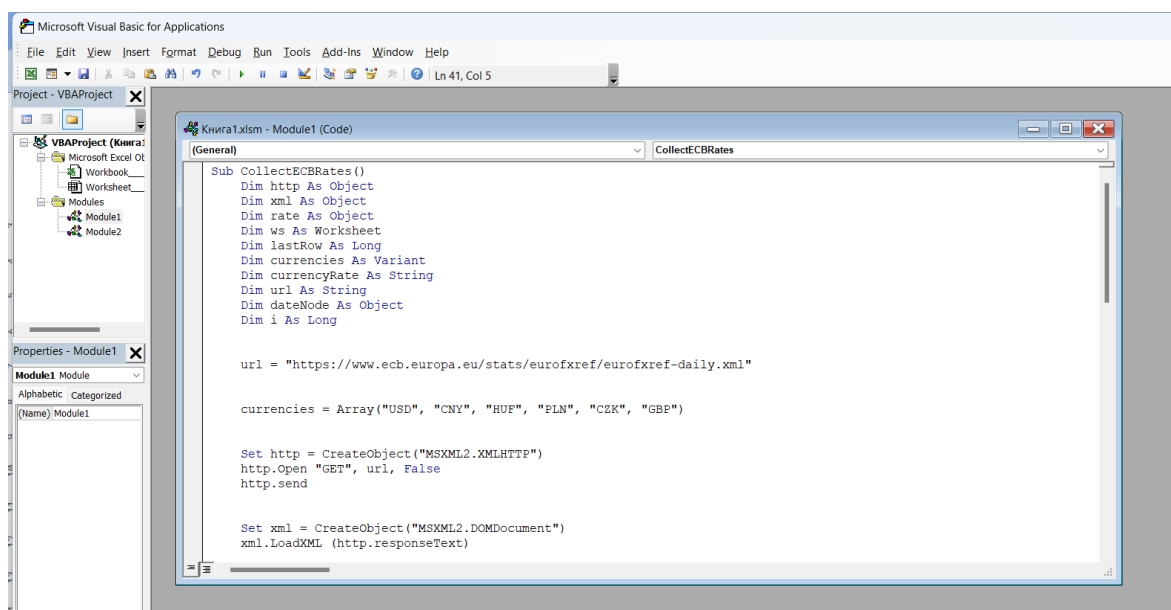 Microsoft Visual Basic for Applications
File Edit View Insert Format Debug Run Tools Add-Ins Window Help
Ln 41, Col 5
Project - VBAProject
VBAProject (Книга1
Microsoft Excel Ob
Workbook___
Worksheet___
Modules
Module1
Module2
Properties - Module1
Module1 Module
Alphabetic Categorized
(Name) Module1
Книга1.xlsm - Module1 (Code)
(General) CollectECBRates
Sub CollectECBRates()
Dim http As Object
Dim xml As Object
Dim rate As Object
Dim ws As Worksheet
Dim lastRow As Long
Dim currencies As Variant
Dim currencyRate As String
Dim url As String
Dim dateNode As Object
Dim i As Long
url = "https://www.ecb.europa.eu/stats/eurofxref/eurofxref-daily.xml"
currencies = Array("USD", "CNY", "HUF", "PLN", "CZK", "GBP")
Set http = CreateObject("MSXML2.XMLHTTP")
http.Open "GET", url, False
http.send
Set xml = CreateObject("MSXML2.DOMDocument")
xml.LoadXML (http.responseText)